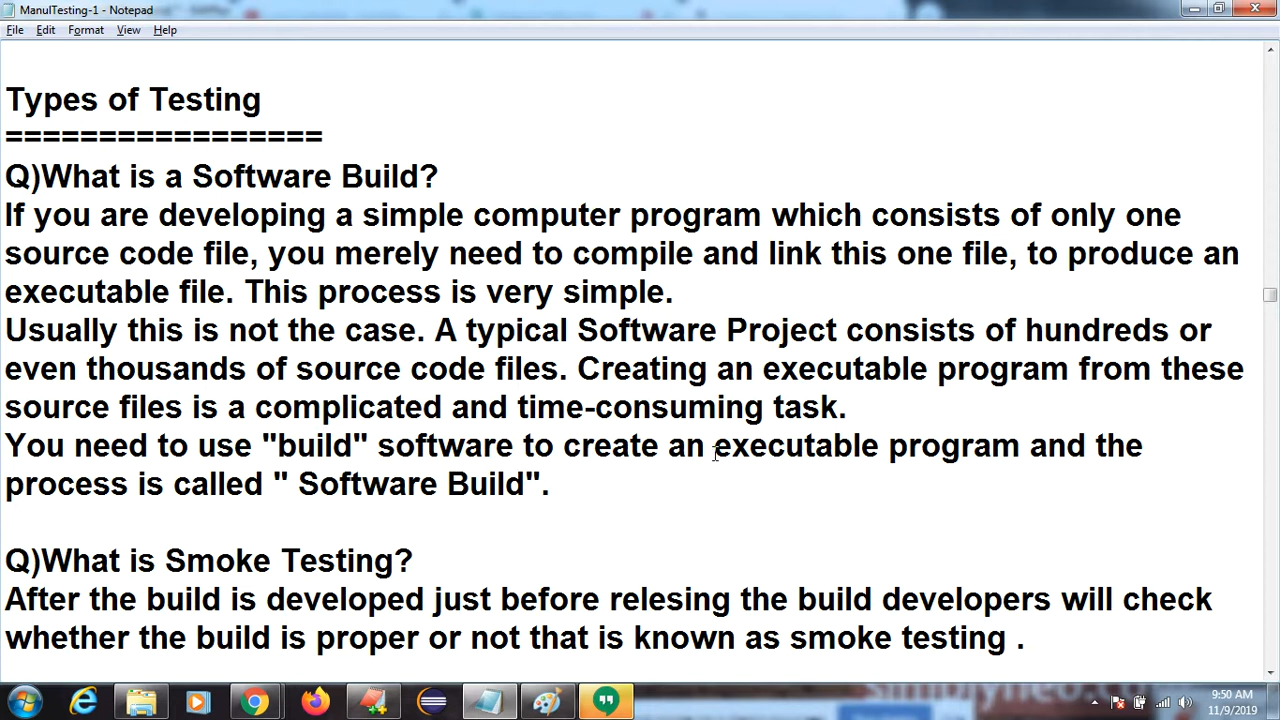 ManulTesting-1 - Notepad
File Edit Format View Help
Types of Testing
=================
Q)What is a Software Build?
If you are developing a simple computer program which consists of only one
source code file, you merely need to compile and link this one file, to produce an
executable file. This process is very simple.
Usually this is not the case. A typical Software Project consists of hundreds or
even thousands of source code files. Creating an executable program from these
source files is a complicated and time-consuming task.
You need to use "build" software to create an executable program and the
process is called " Software Build".
Q)What is Smoke Testing?
After the build is developed just before relesing the build developers will check
whether the build is proper or not that is known as smoke testing .
9:50 AM
11/9/2019